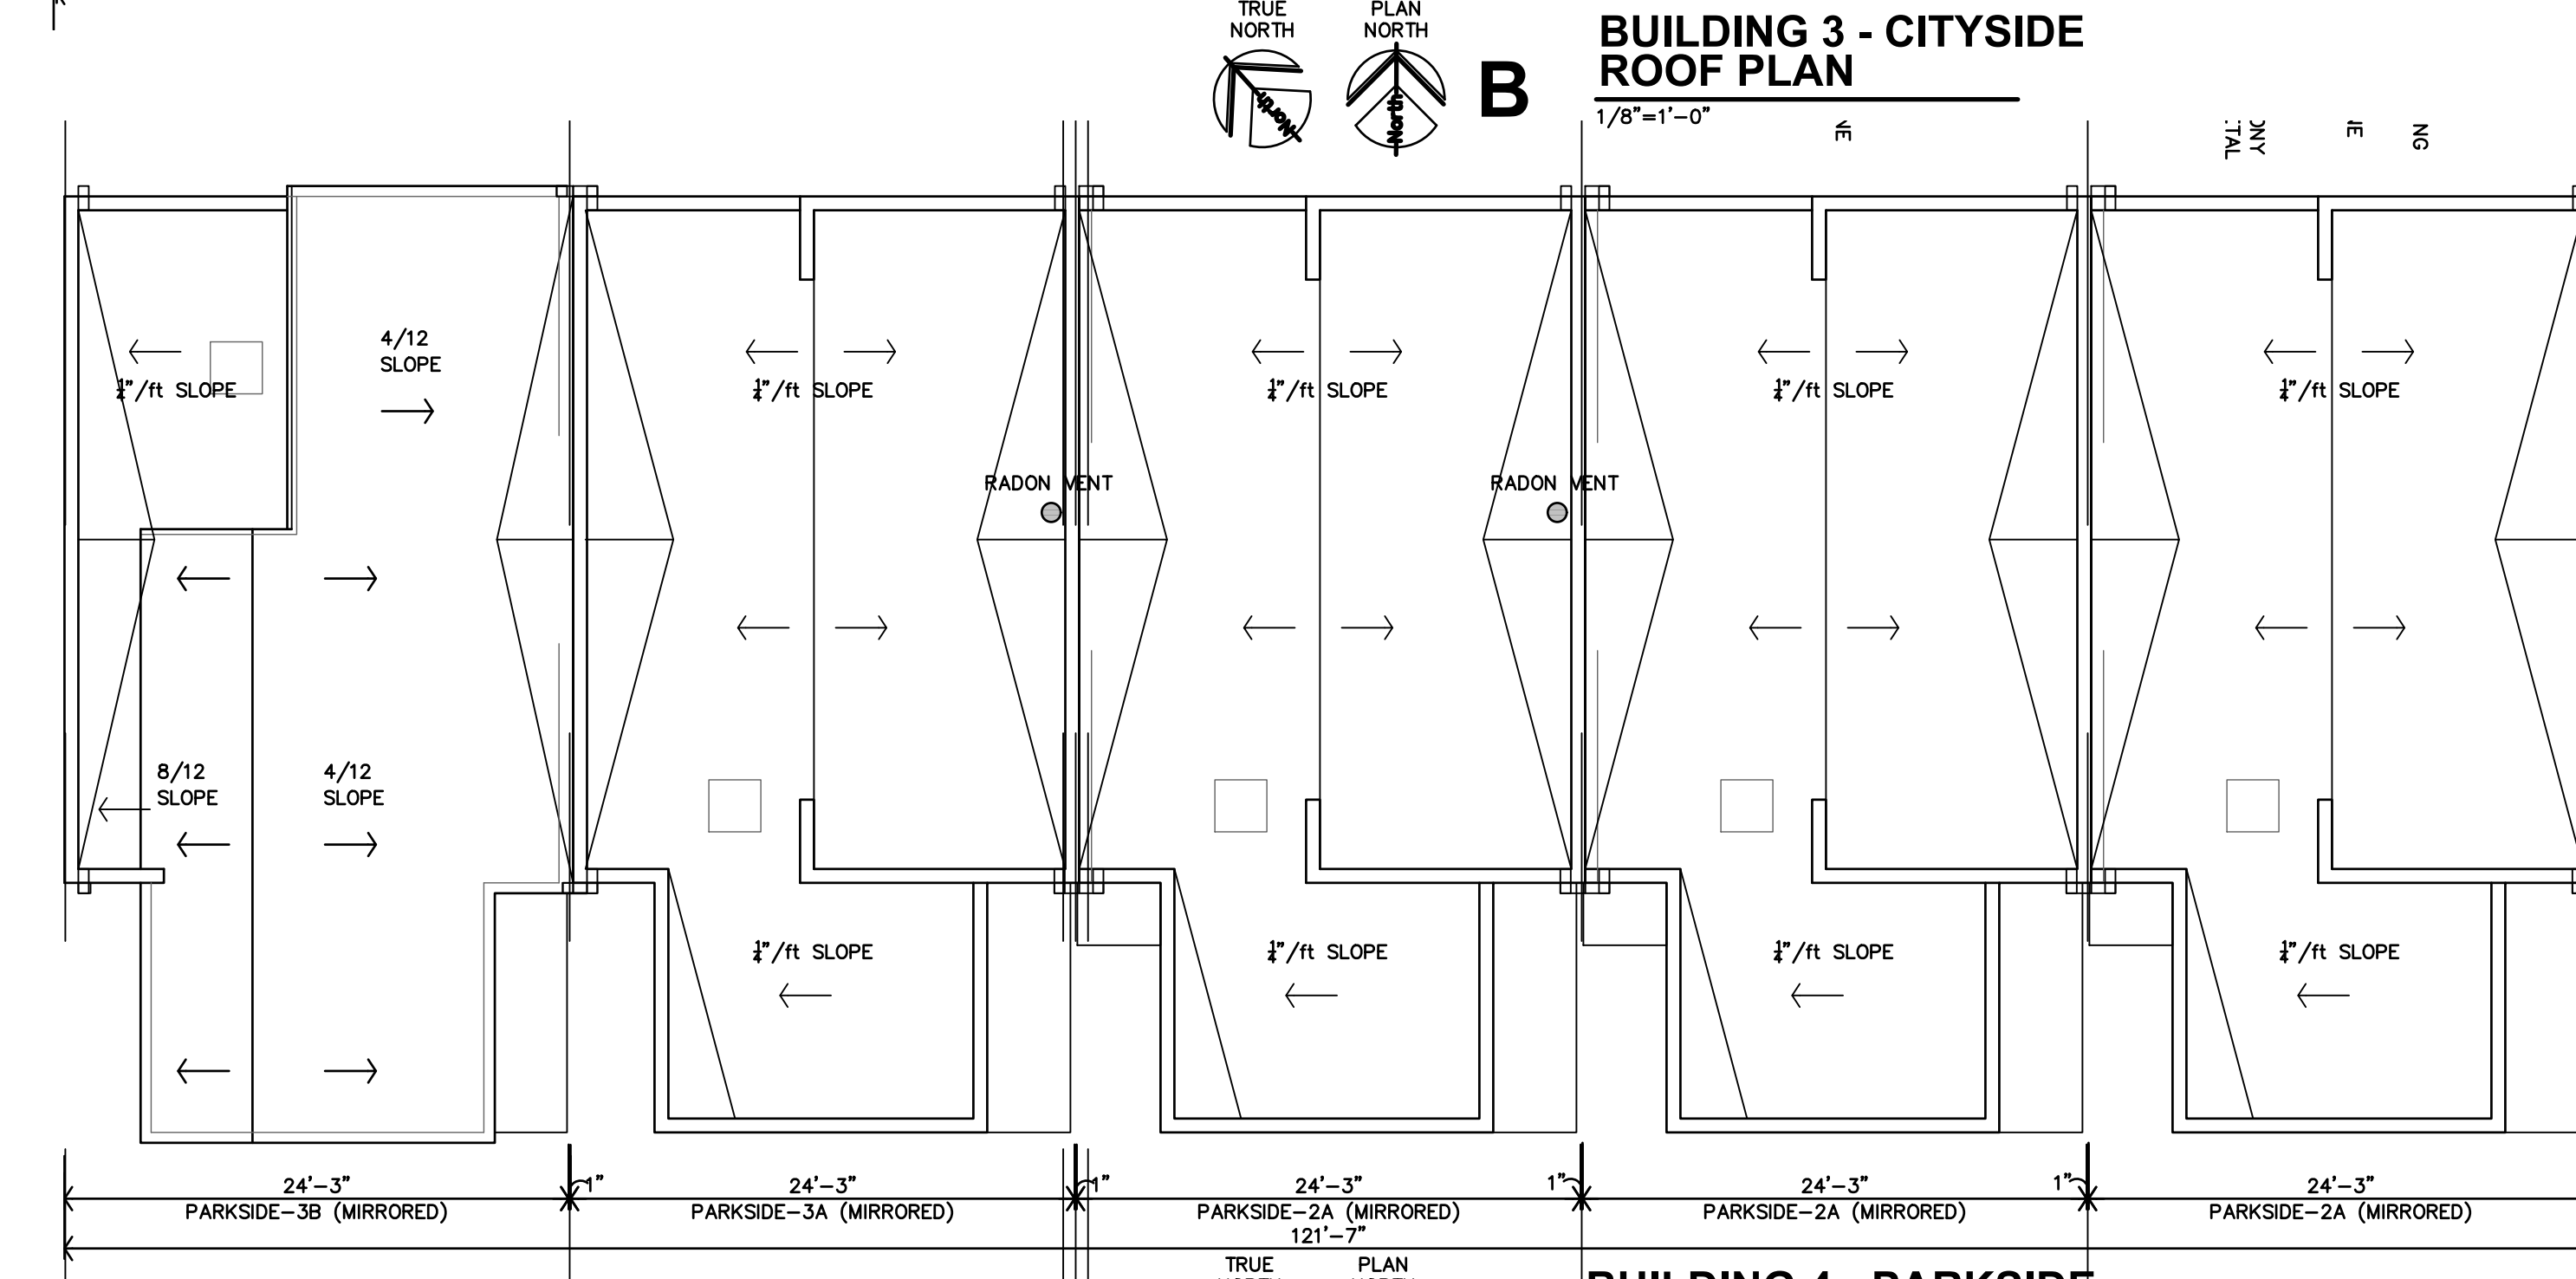 TRUE
NORTH
PLAN
NORTH
North
North
B
BUILDING 3 - CITYSIDE
ROOF PLAN
1/8"=1'-0"
NG
4/12
SLOPE
1/4"/ft SLOPE
1/4"/ft SLOPE
1/4"/ft SLOPE
1/4"/ft SLOPE
1/4"/ft SLOPE
RADON VENT
RADON VENT
8/12
SLOPE
4/12
SLOPE
1/4"/ft SLOPE
1/4"/ft SLOPE
1/4"/ft SLOPE
1/4"/ft SLOPE
24'-3"
1"
24'-3"
1"
24'-3"
1"
24'-3"
1"
24'-3"
PARKSIDE-3B (MIRRORED)
PARKSIDE-3A (MIRRORED)
PARKSIDE-2A (MIRRORED)
PARKSIDE-2A (MIRRORED)
PARKSIDE-2A (MIRRORED)
121'-7"
TRUE
PLAN
BUILDING 4 - PARKSIDE